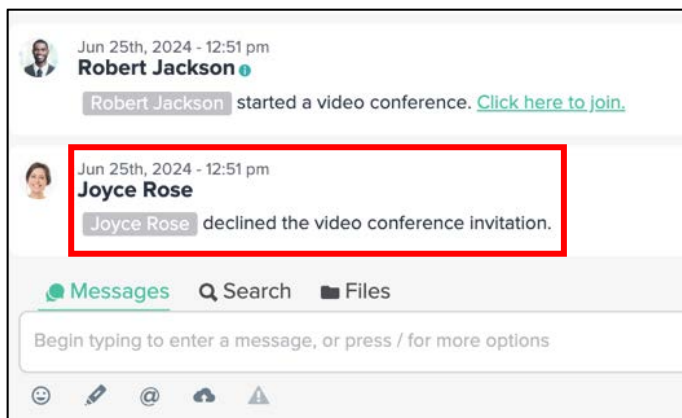 Jun 25th, 2024 - 12:51 pm
Robert Jackson
Robert Jackson started a video conference. Click here to join.
Jun 25th, 2024 - 12:51 pm
Joyce Rose
Joyce Rose declined the video conference invitation.
Messages Search Files
Begin typing to enter a message, or press / for more options
@